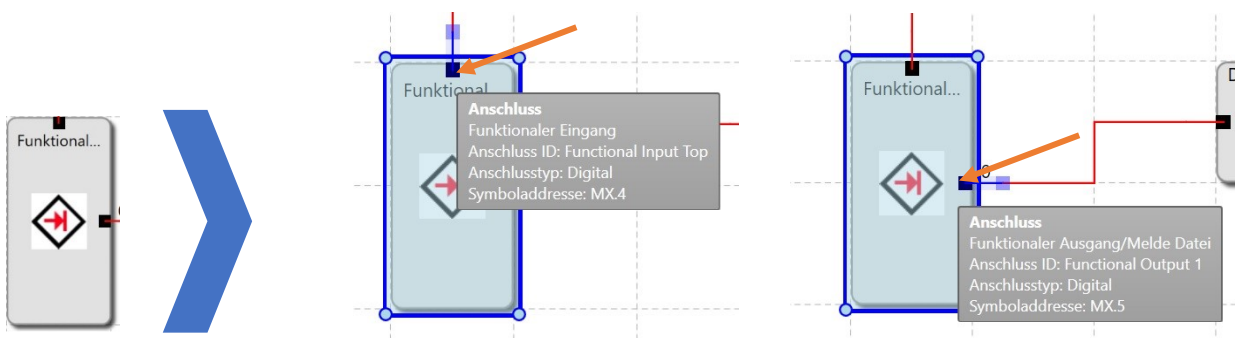 Funktional...
Funktional...
Anschluss
Funktionaler Eingang
Anschluss ID: Functional Input Top
Anschlusstyp: Digital
Symboladdresse: MX.4
Funktional...
Anschluss
Funktionaler Ausgang/Melde Datei
Anschluss ID: Functional Output 1
Anschlusstyp: Digital
Symboladdresse: MX.5
D